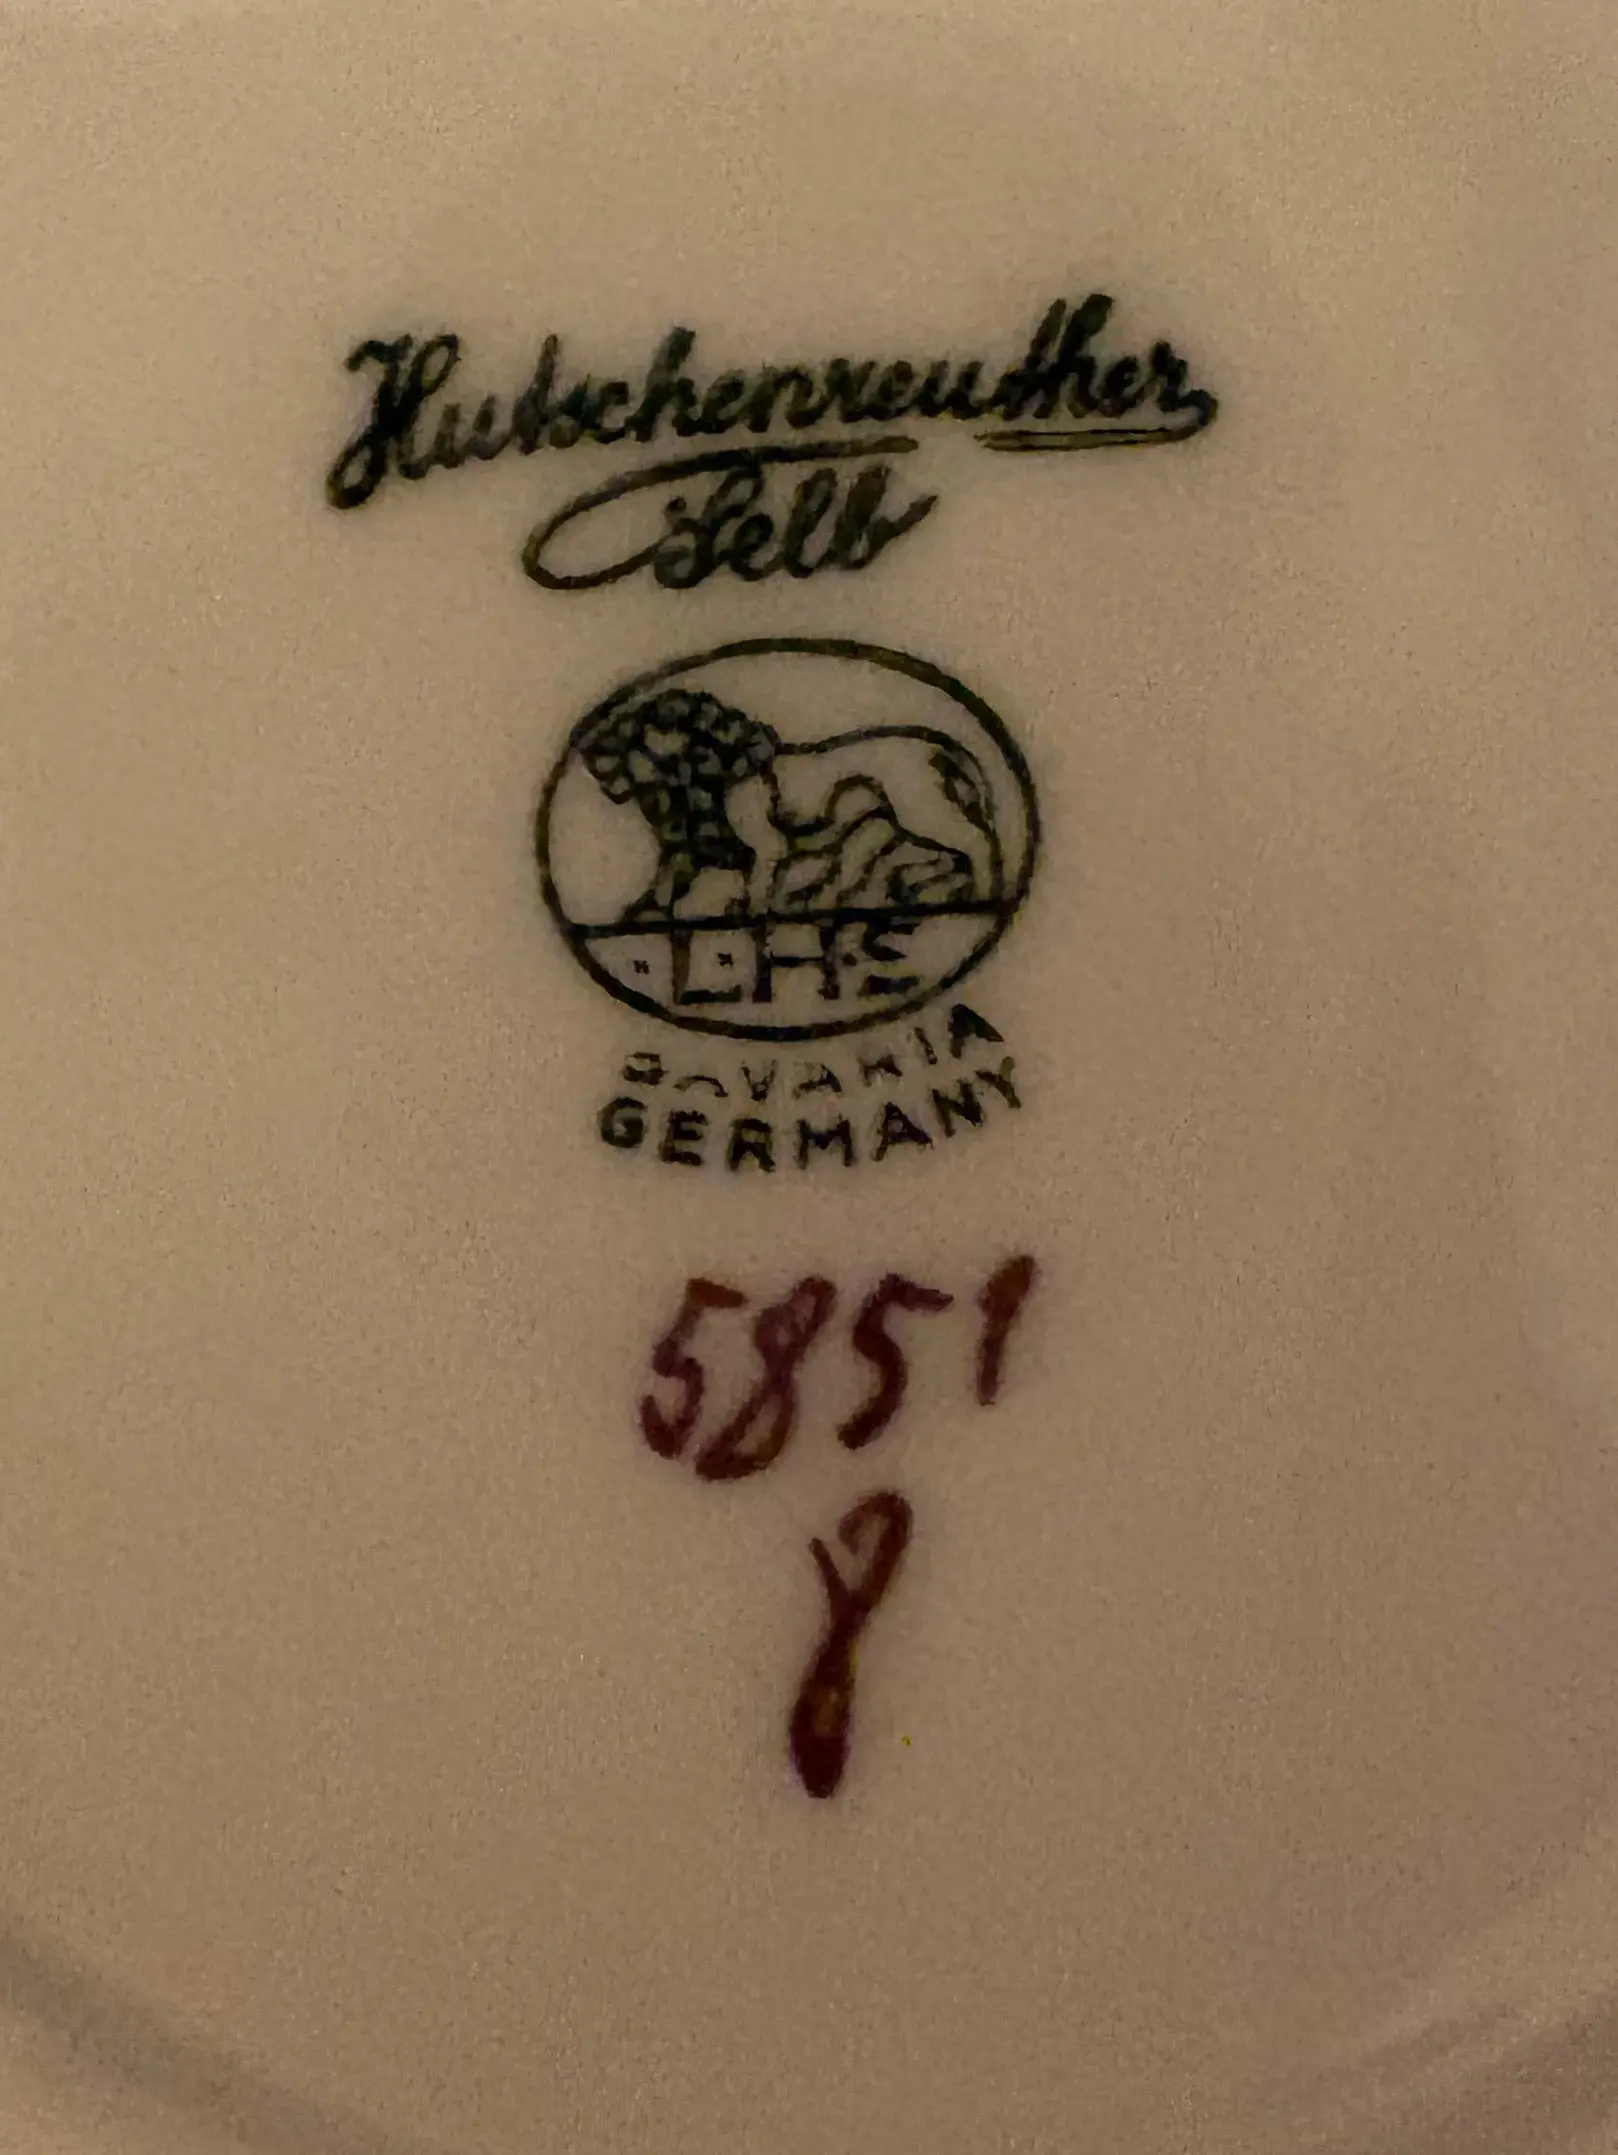 Hutschenreuther
Selb
LHS
BAVARIA
GERMANY
5851
8